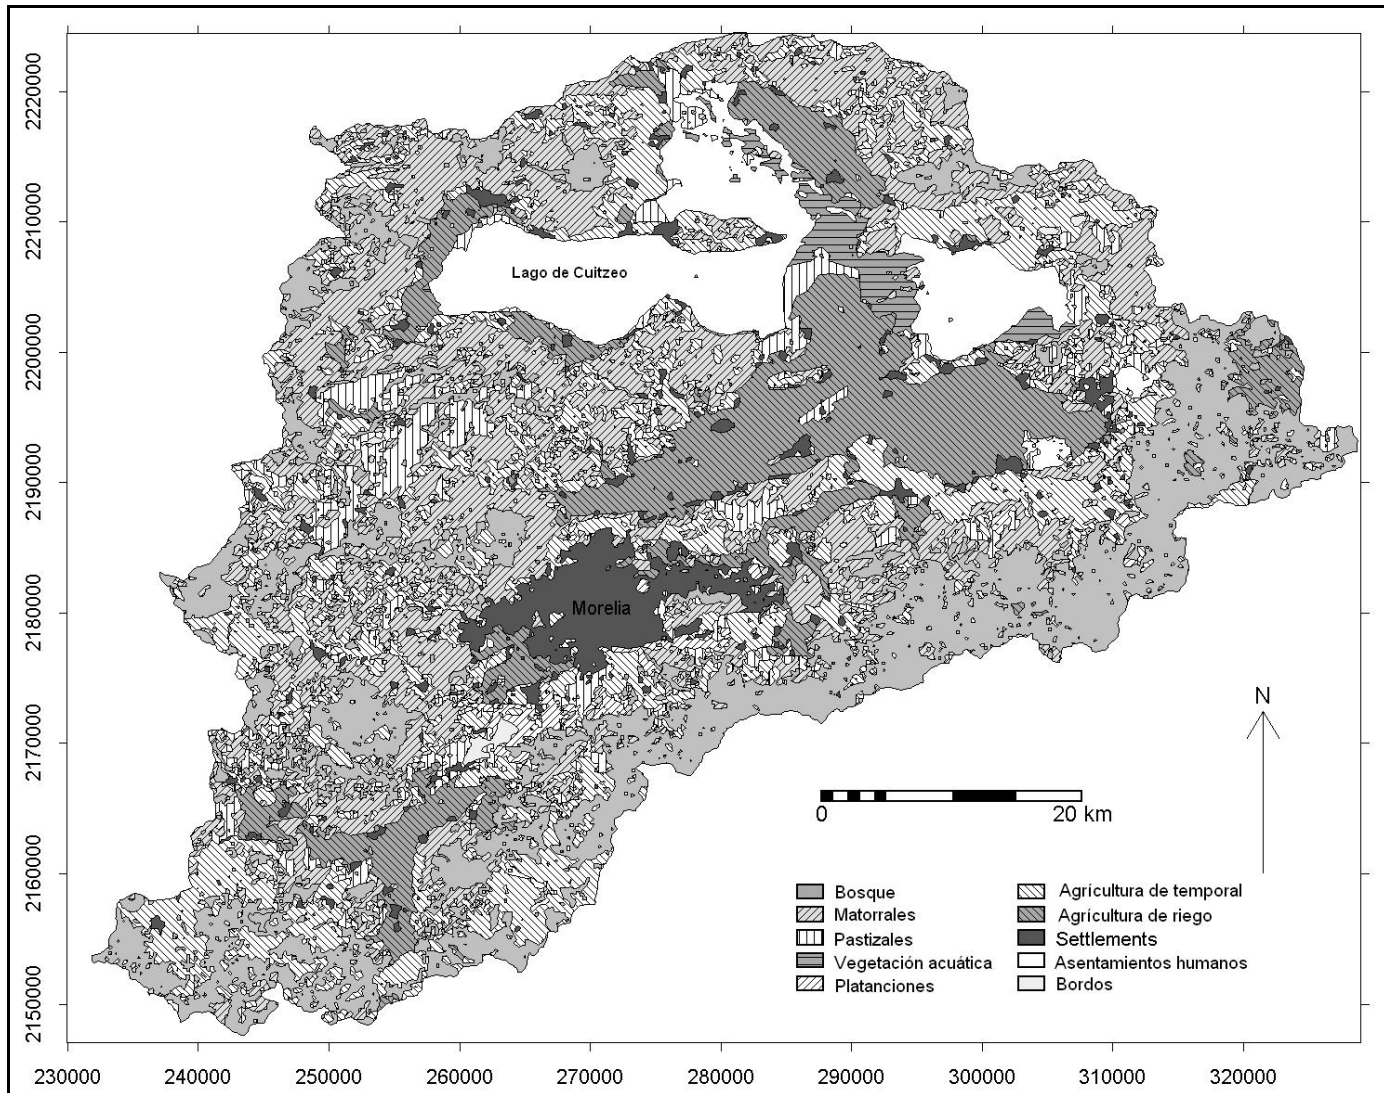 2220000
2210000
2200000
2190000
2180000
2170000
2160000
2150000
Lago de Cuitzeo
Morelia
N
0 20 km
Bosque
Matorrales
Pastizales
Vegetación acuática
Platanciones
Agrícultura de temporal
Agrícultura de riego
Settlements
Asentamientos humanos
Bordos
230000 240000 250000 260000 270000 280000 290000 300000 310000 320000